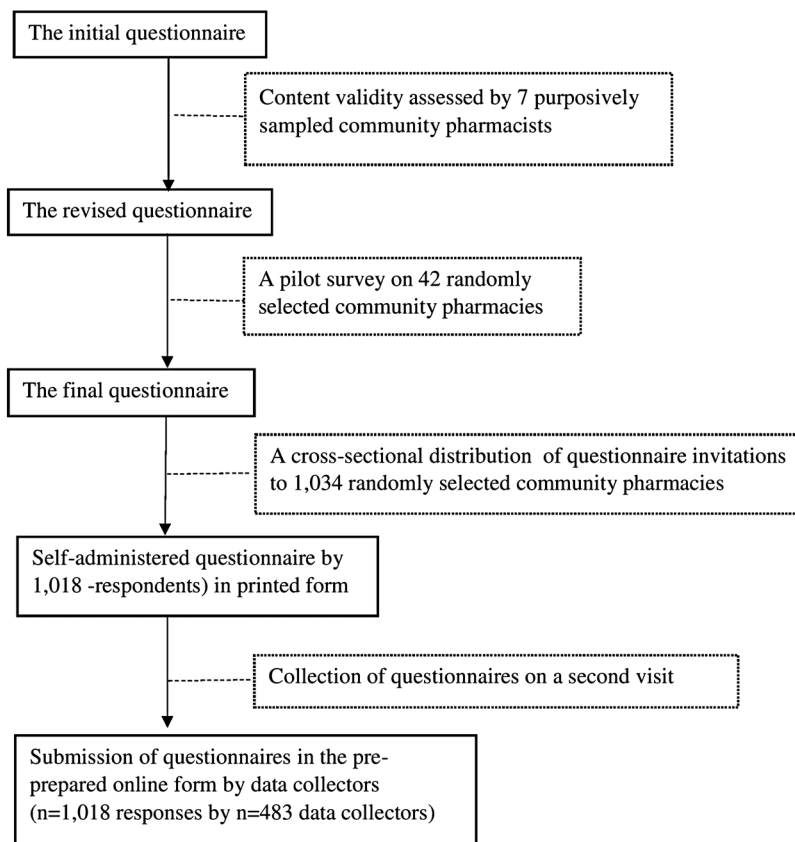 The initial questionnaire
Content validity assessed by 7 purposively
sampled community pharmacists
The revised questionnaire
A pilot survey on 42 randomly
selected community pharmacies
The final questionnaire
A cross-sectional distribution of questionnaire invitations
to 1,034 randomly selected community pharmacies
Self-administered questionnaire by
1,018 -respondents) in printed form
Collection of questionnaires on a second visit
Submission of questionnaires in the pre-
prepared online form by data collectors
(n=1,018 responses by n=483 data collectors)